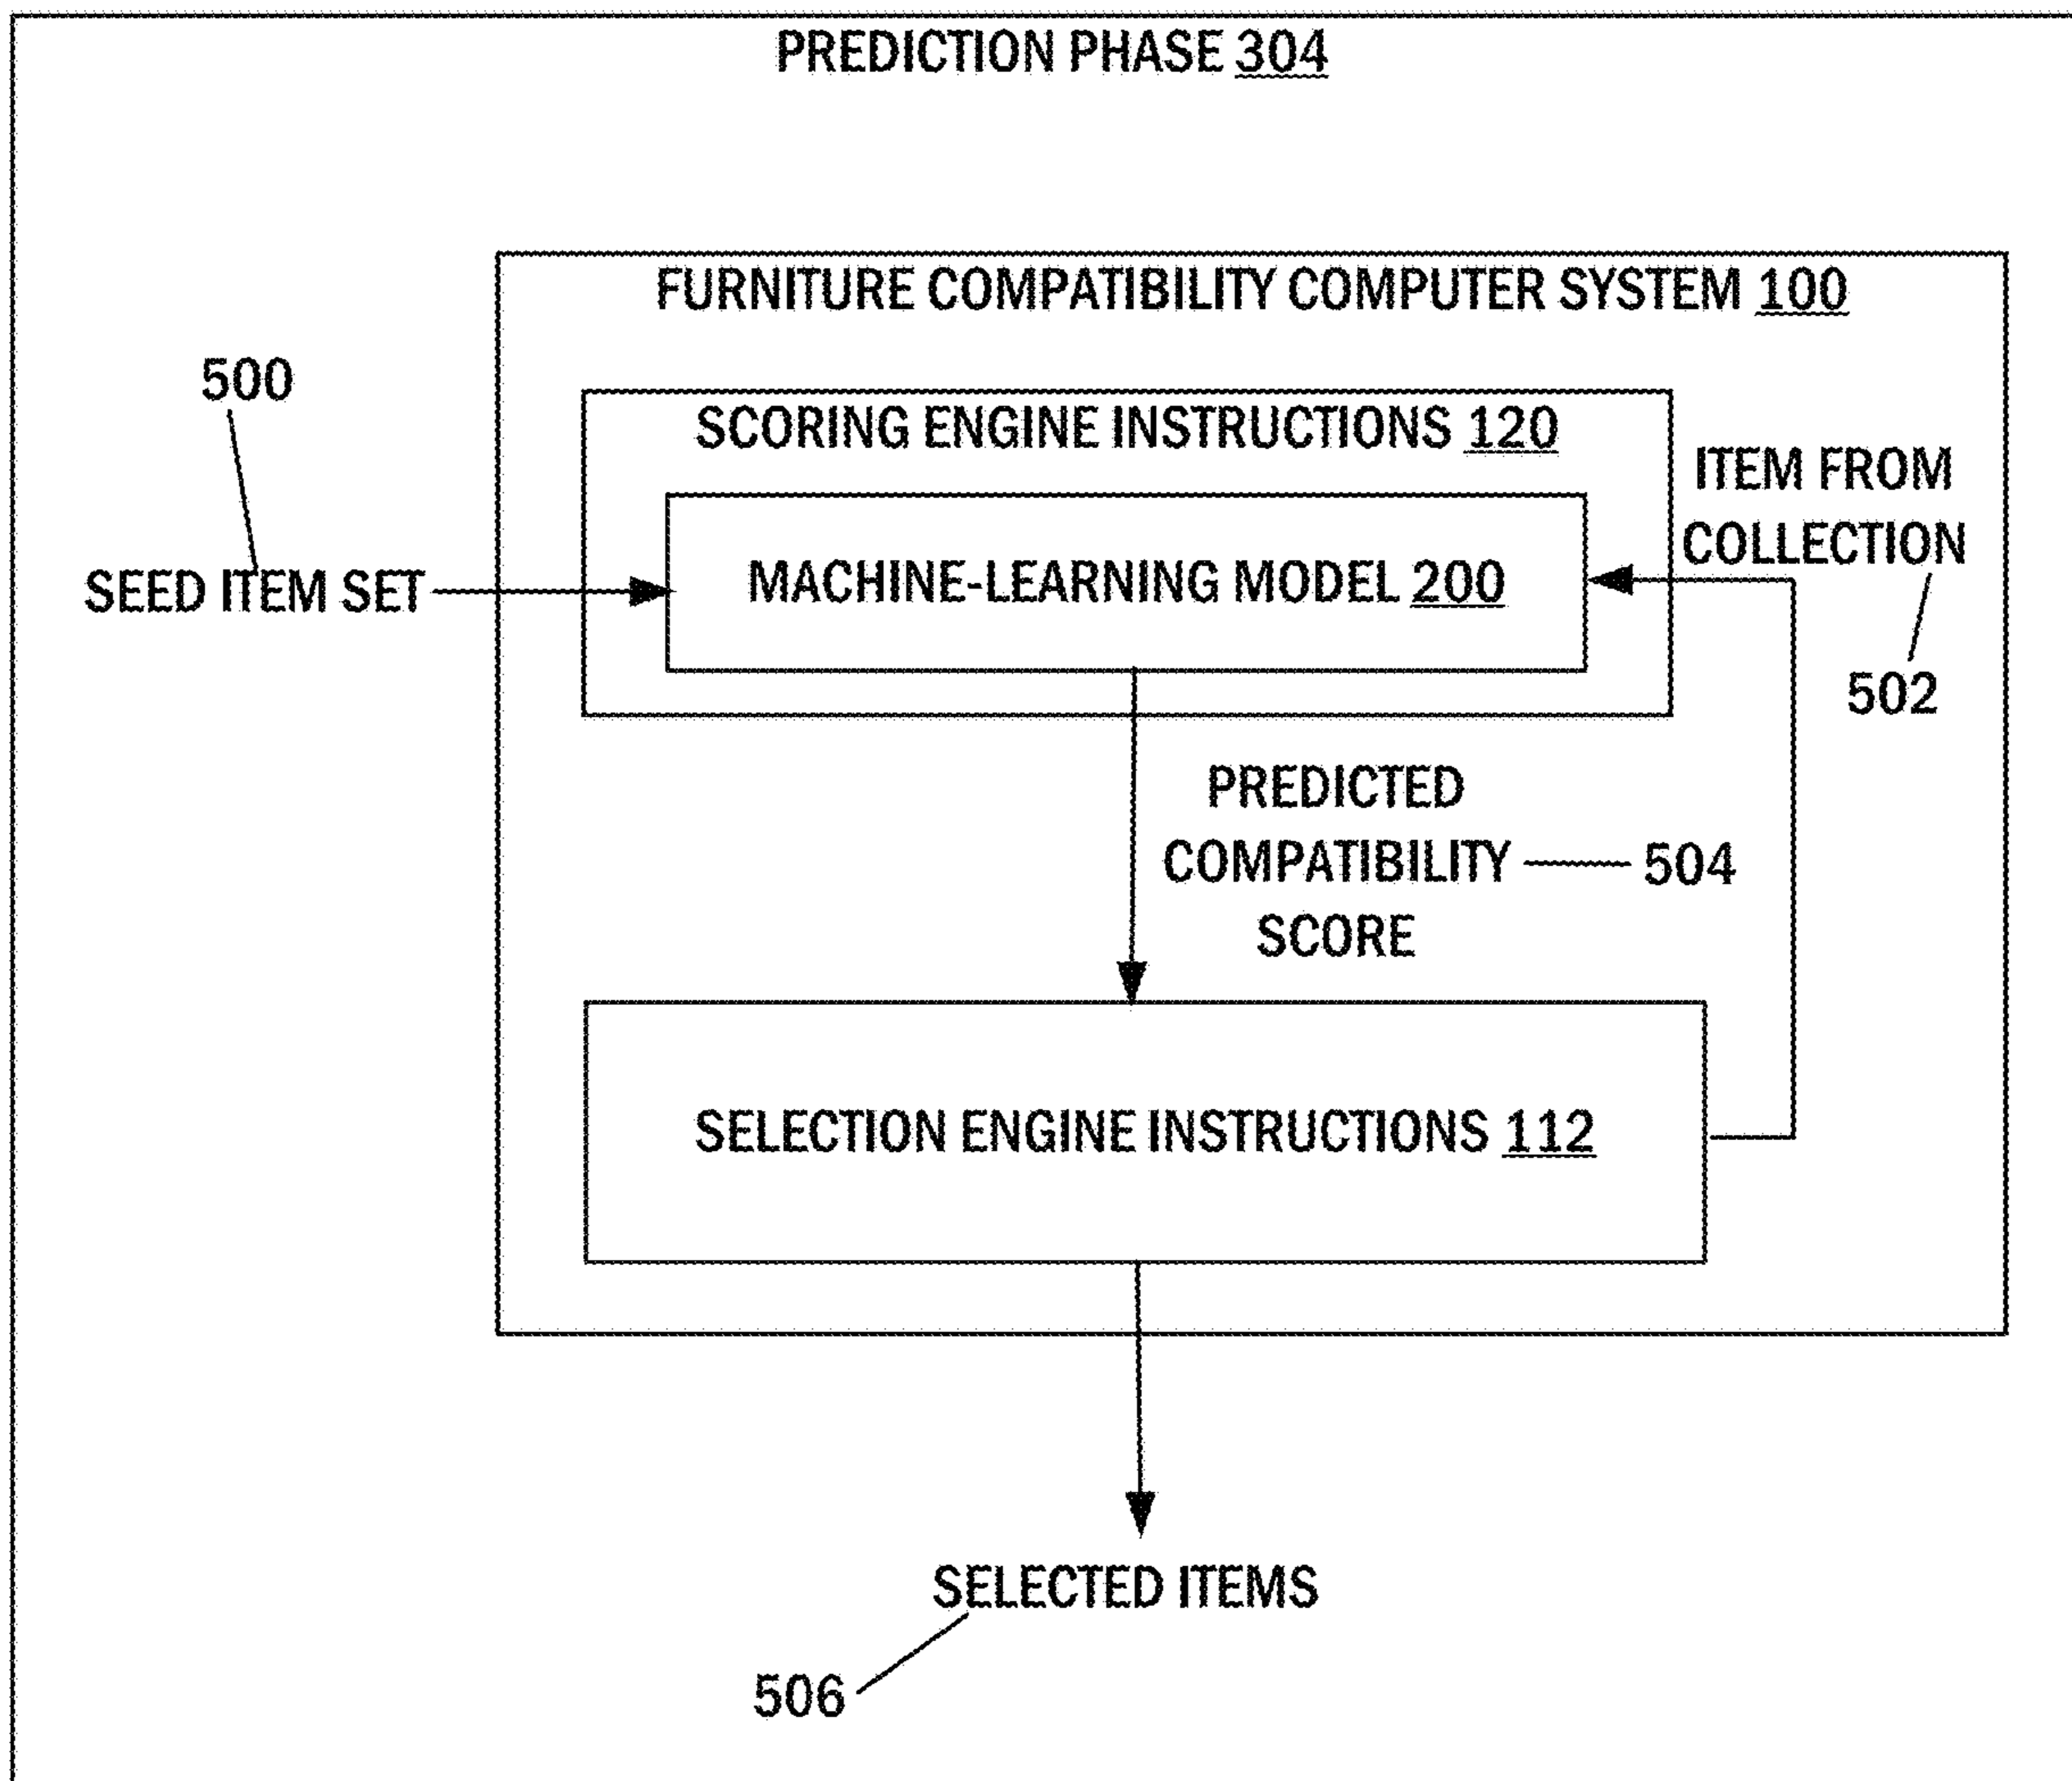 PREDICTION PHASE 304
FURNITURE COMPATIBILITY COMPUTER SYSTEM 100
500
SCORING ENGINE INSTRUCTIONS 120
ITEM FROM
COLLECTION
SEED ITEM SET
MACHINE-LEARNING MODEL 200
502
PREDICTED
COMPATIBILITY
504
SCORE
SELECTION ENGINE INSTRUCTIONS 112
SELECTED ITEMS
506